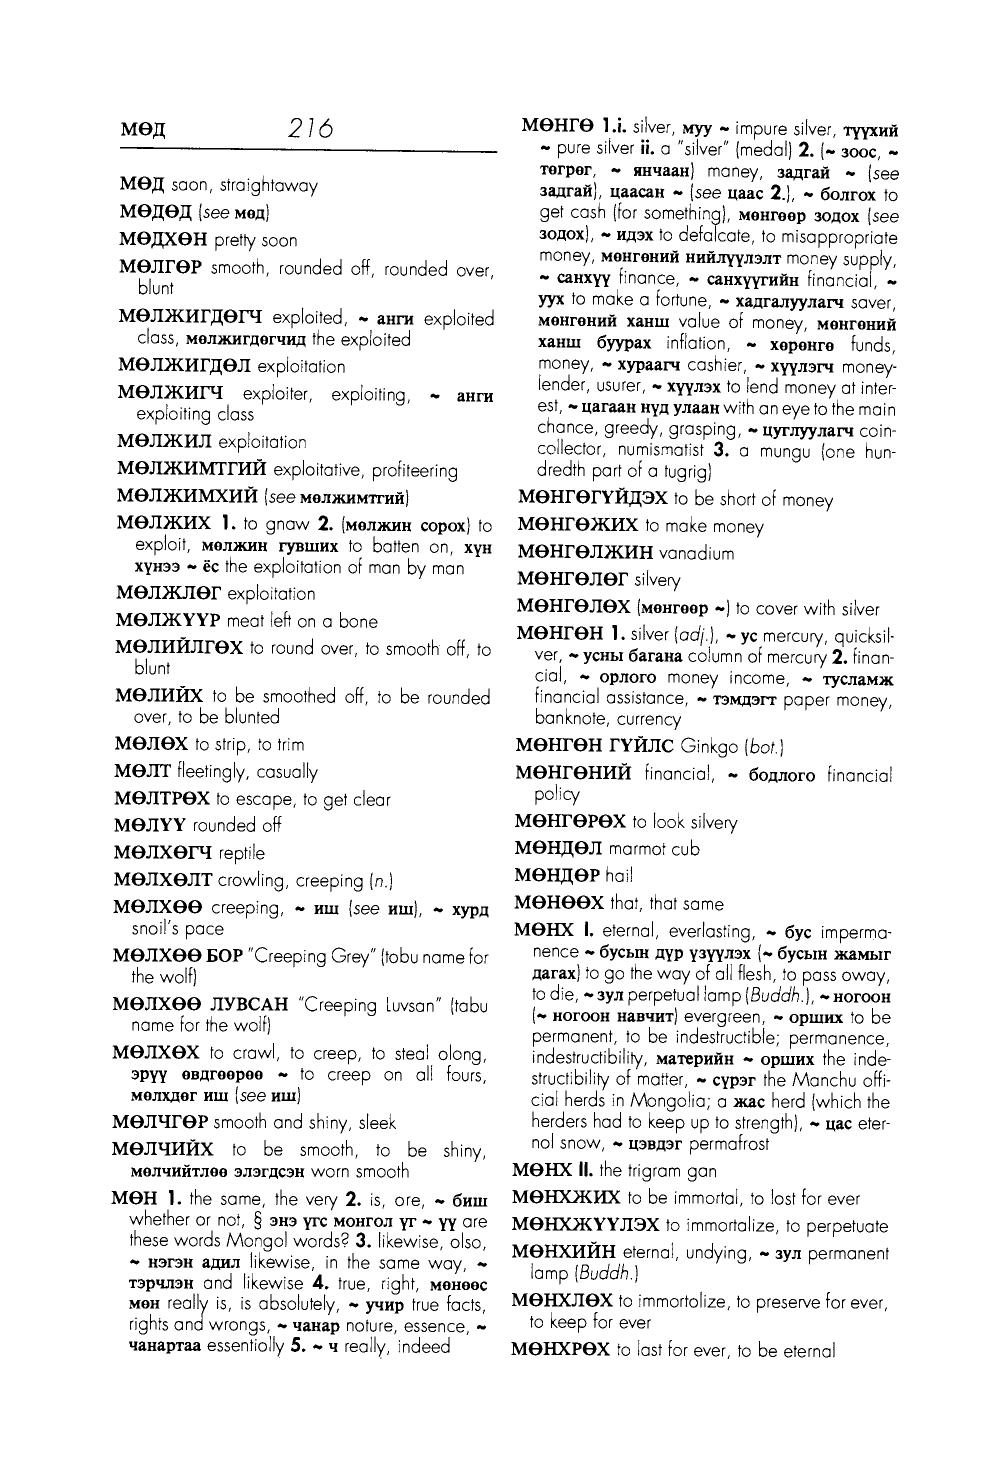 МӨД 216
МӨД soon, straightaway
МӨДӨД (see мөд)
МӨДХӨН pretty soon
МӨЛГӨР smooth, rounded off, rounded over,
blunt
МӨЛЖИГДӨГЧ exploited, ~ анги exploited
class, мөлжигдөгчид the exploited
МӨЛЖИГДӨЛ exploitation
МӨЛЖИГЧ exploiter, exploiting, ~ анги
exploiting class
МӨЛЖИЛ exploitation
МӨЛЖИМТГИЙ exploitative, profiteering
МӨЛЖИМХИЙ (see мөлжимтгий)
МӨЛЖИХ 1. to gnaw 2. (мөлжин сорох) to
exploit, мөлжин гувших to batten on, хүн
хүнээ ~ ёс the exploitation of man by man
МӨЛЖЛӨГ exploitation
МӨЛЖҮҮР meat left on a bone
МӨЛИЙЛГӨХ to round over, to smooth off, to
blunt
МӨЛИЙХ to be smoothed off, to be rounded
over, to be blunted
МӨЛӨХ to strip, to trim
МӨЛТ fleetingly, casually
МӨЛТРӨХ to escape, to get clear
МӨЛҮҮ rounded off
МӨЛХӨГЧ reptile
МӨЛХӨЛТ crowling, creeping (n.)
МӨЛХӨӨ creeping, ~ иш (see иш), ~ хурд
snoil's pace
МӨЛХӨӨ БОР "Creeping Grey" (tobu name for
the wolf)
МӨЛХӨӨ ЛУВСАН "Creeping Luvsan" (tabu
name for the wolf)
МӨЛХӨХ to crawl, to creep, to steal olong,
эрүү өвдгөөрөө ~ to creep on all fours,
мөлхдөг иш (see иш)
МӨЛЧГӨР smooth and shiny, sleek
МӨЛЧИЙХ to be smooth, to be shiny,
мөлчийтлөө элэгдсэн worn smooth
МӨН 1. the same, the very 2. is, ore, ~ биш
whether or not, § энэ үгс монгол үг ~ үү are
these words Mongol words? 3. likewise, olso,
~ нэгэн адил likewise, in the same way, ~
тэрчлэн and likewise 4. true, right, мөнөөс
мөн really is, is absolutely, ~ учир true facts,
rights and wrongs, ~ чанар noture, essence, ~
чанартаа essentiolly 5. ~ ч really, indeed
МӨНГӨ 1.i. silver, муу ~ impure silver, түүхий
~ pure silver ii. a "silver" (medal) 2. (~ зоос, ~
төгрөг, ~ янчаан) maney, задгай ~ (see
задгай), цаасан ~ (see цаас 2.), ~ болгох to
get cash (for something), мөнгөөр зодох (see
зодох), ~ идэх to defalcate, to misappropriate
money, мөнгөний нийлүүлэлт money supply,
~ санхүү finance, ~ санхүүгийн financial, ~
уух to make a fortune, ~ хадгалуулагч saver,
мөнгөний ханш value of money, мөнгөний
ханш буурах inflation, ~ хөрөнгө funds,
money, ~ хураагч cashier, ~ хүүлэгч money-
lender, usurer, ~ хүүлэх to lend money at inter-
est, ~ цагаан нүд улаан with an eye to the main
chance, greedy, grasping, ~ цуглуулагч coin-
collector, numismatist 3. a mungu (one hun-
dredth part of a tugrig)
МӨНГӨГҮЙДЭХ to be short of money
МӨНГӨЖИХ to make money
МӨНГӨЛЖИН vanadium
МӨНГӨЛӨГ silvery
МӨНГӨЛӨХ (мөнгөөр ~) to cover with silver
МӨНГӨН 1. silver (adj.), ~ ус mercury, quicksil-
ver, ~ усны багана column of mercury 2. finan-
cial, ~ орлого money income, ~ тусламж
financial assistance, ~ тэмдэгт paper money,
banknote, currency
МӨНГӨН ГҮЙЛС Ginkgo (bot.)
МӨНГӨНИЙ financial, ~ бодлого financial
policy
МӨНГӨРӨХ to look silvery
МӨНДӨЛ marmot cub
МӨНДӨР hail
МӨНӨӨХ that, that same
МӨНХ I. eternal, everlasting, ~ бус imperma-
nence ~ бусын дүр үзүүлэх (~ бусын жамыг
дагах) to go the way of all flesh, to pass oway,
to die, ~ зул perpetual lamp (Buddh.), ~ ногоон
(~ ногоон навчит) evergreen, ~ орших to be
permanent, to be indestructible; permanence,
indestructibility, материйн ~ орших the inde-
structibility of matter, ~ сүрэг the Manchu offi-
cial herds in Mongolia; a жас herd (which the
herders had to keep up to strength), ~ цас eter-
nol snow, ~ цэвдэг permafrost
МӨНХ II. the trigram gan
МӨНХЖИХ to be immortal, to lost for ever
МӨНХЖҮҮЛЭХ to immortalize, to perpetuate
МӨНХИЙН eternal, undying, ~ зул permanent
lamp (Buddh.)
МӨНХЛӨХ to immortolize, to preserve for ever,
to keep for ever
МӨНХРӨХ to last for ever, to be eternal